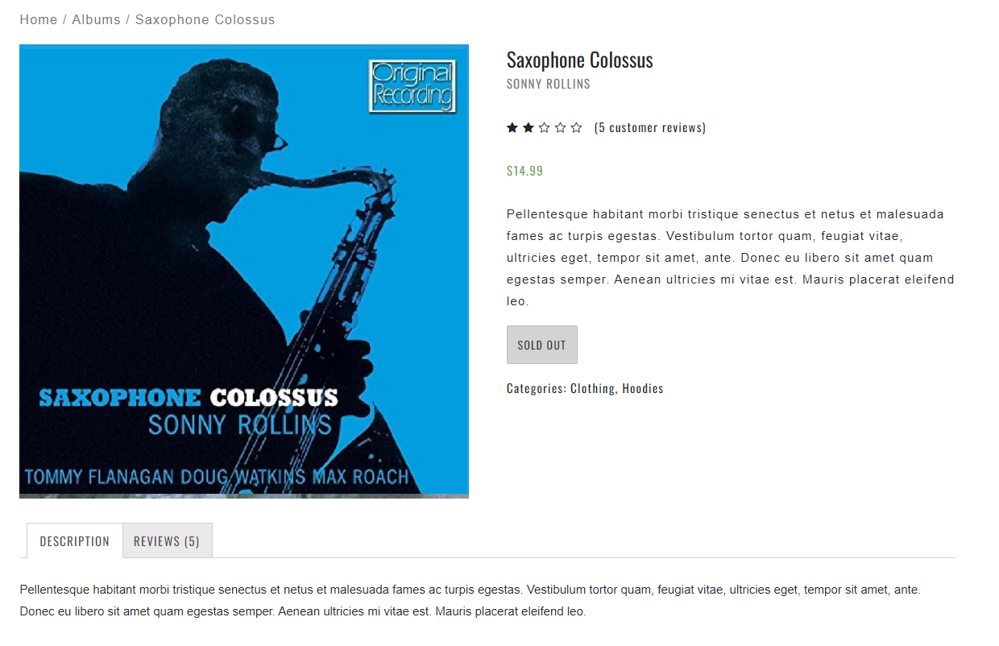 Home / Albums / Saxophone Colossus
Original
Recording
SAXOPHONE COLOSSUS
SONNY ROLLINS
TOMMY FLANAGAN DOUG WATKINS MAX ROACH
Saxophone Colossus
SONNY ROLLINS
(5 customer reviews)
$14.99
Pellentesque habitant morbi tristique senectus et netus et malesuada
fames ac turpis egestas. Vestibulum tortor quam, feugiat vitae,
ultricies eget, tempor sit amet, ante. Donec eu libero sit amet quam
egestas semper. Aenean ultricies mi vitae est. Mauris placerat eleifend
leo.
SOLD OUT
Categories: Clothing, Hoodies
DESCRIPTION
REVIEWS (5)
Pellentesque habitant morbi tristique senectus et netus et malesuada fames ac turpis egestas. Vestibulum tortor quam, feugiat vitae, ultricies eget, tempor sit amet, ante.
Donec eu libero sit amet quam egestas semper. Aenean ultricies mi vitae est. Mauris placerat eleifend leo.